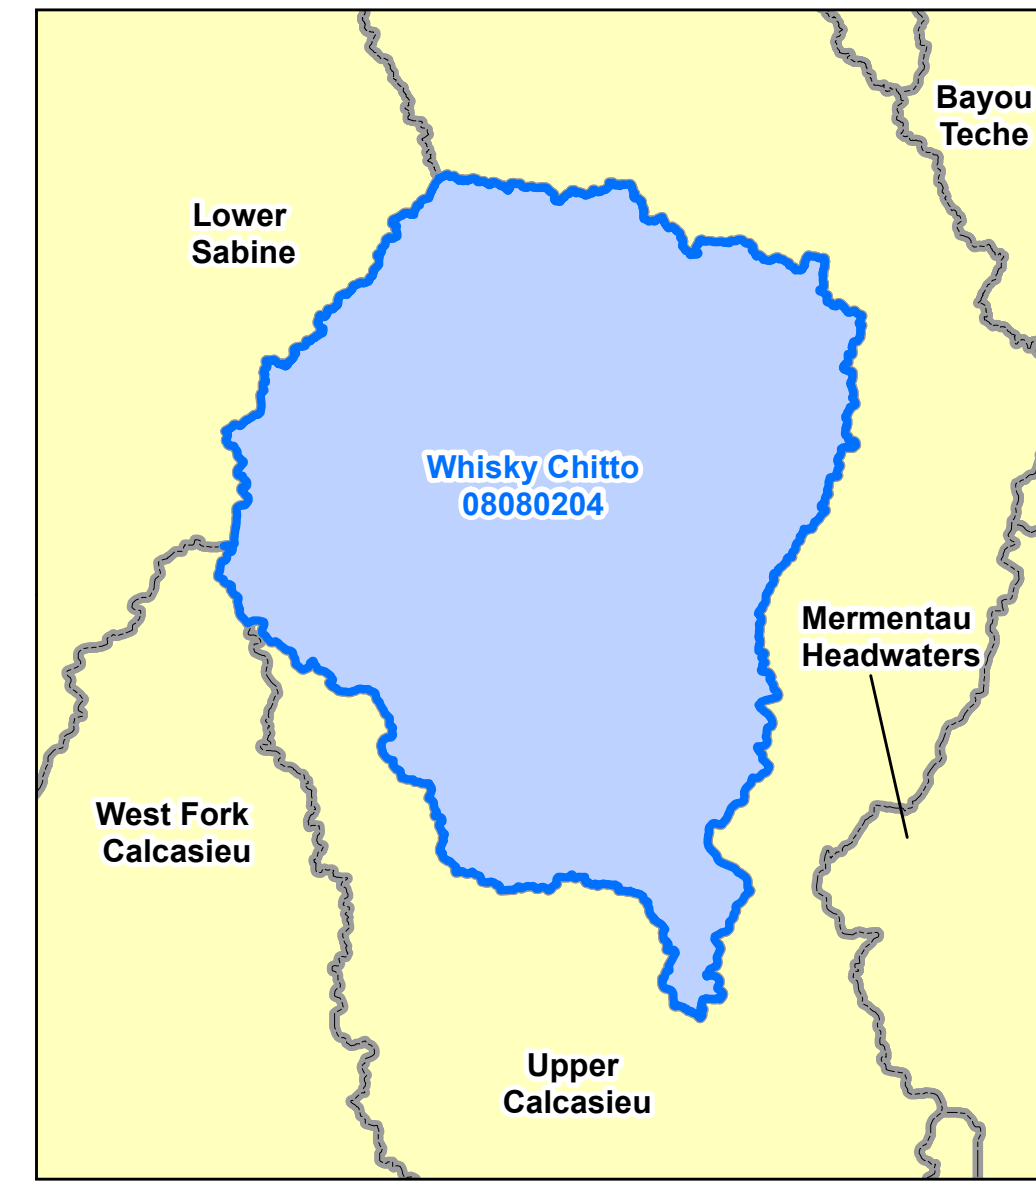 Bayou
Teche
Lower
Sabine
Whisky Chitto
08080204
Mermentau
Headwaters
West Fork
Calcasieu
Upper
Calcasieu